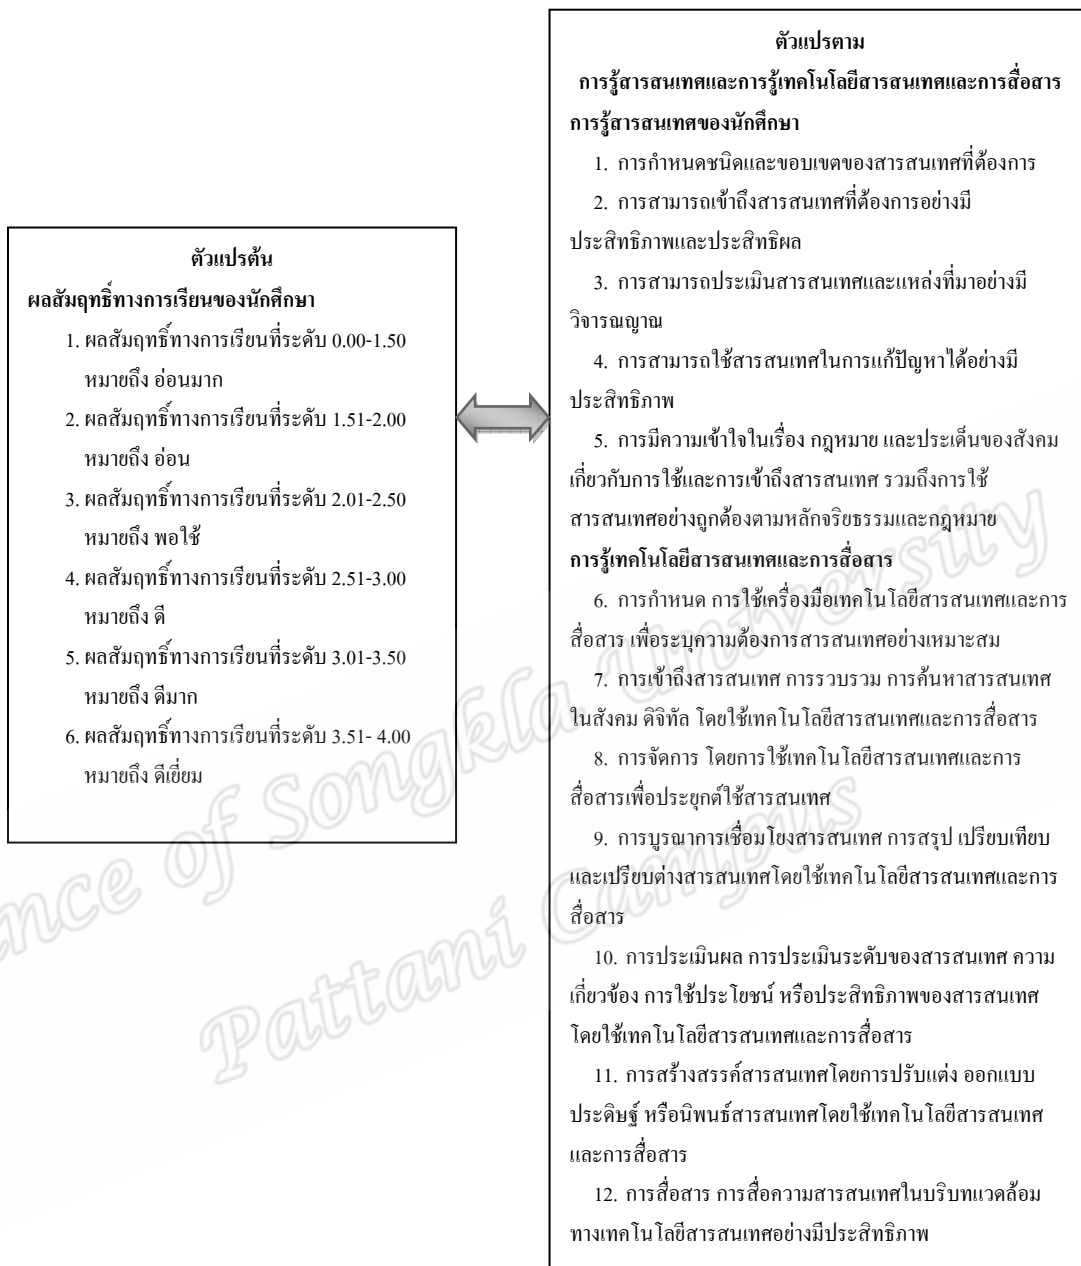 ตัวแปรต้น
ผลสัมฤทธิ์ทางการเรียนของนักศึกษา
1. ผลสัมฤทธิ์ทางการเรียนที่ระดับ 0.00-1.50
หมายถึง อ่อนมาก
2. ผลสัมฤทธิ์ทางการเรียนที่ระดับ 1.51-2.00
หมายถึง อ่อน
3. ผลสัมฤทธิ์ทางการเรียนที่ระดับ 2.01-2.50
หมายถึง พอใช้
4. ผลสัมฤทธิ์ทางการเรียนที่ระดับ 2.51-3.00
หมายถึง ดี
5. ผลสัมฤทธิ์ทางการเรียนที่ระดับ 3.01-3.50
หมายถึง ดีมาก
6. ผลสัมฤทธิ์ทางการเรียนที่ระดับ 3.51- 4.00
หมายถึง ดีเยี่ยม
ตัวแปรตาม
การรู้สารสนเทศและการรู้เทคโนโลยีสารสนเทศและการสื่อสาร
การรู้สารสนเทศของนักศึกษา
1. การกำหนดชนิดและขอบเขตของสารสนเทศที่ต้องการ
2. การสามารถเข้าถึงสารสนเทศที่ต้องการอย่างมี
ประสิทธิภาพและประสิทธิผล
3. การสามารถประเมินสารสนเทศและแหล่งที่มาอย่างมี
วิจารณญาณ
4. การสามารถใช้สารสนเทศในการแก้ปัญหาได้อย่างมี
ประสิทธิภาพ
5. การมีความเข้าใจในเรื่อง กฎหมาย และประเด็นของสังคม
เกี่ยวกับการใช้และการเข้าถึงสารสนเทศ รวมถึงการใช้
สารสนเทศอย่างถูกต้องตามหลักจริยธรรมและกฎหมาย
การรู้เทคโนโลยีสารสนเทศและการสื่อสาร
6. การกำหนด การใช้เครื่องมือเทคโนโลยีสารสนเทศและการ
สื่อสาร เพื่อระบุความต้องการสารสนเทศอย่างเหมาะสม
7. การเข้าถึงสารสนเทศ การรวบรวม การค้นหาสารสนเทศ
ในสังคม ดิจิทัล โดยใช้เทคโนโลยีสารสนเทศและการสื่อสาร
8. การจัดการ โดยการใช้เทคโนโลยีสารสนเทศและการ
สื่อสารเพื่อประยุกต์ใช้สารสนเทศ
9. การบูรณาการเชื่อมโยงสารสนเทศ การสรุป เปรียบเทียบ
และเปรียบต่างสารสนเทศโดยใช้เทคโนโลยีสารสนเทศและการ
สื่อสาร
10. การประเมินผล การประเมินระดับของสารสนเทศ ความ
เกี่ยวข้อง การใช้ประโยชน์ หรือประสิทธิภาพของสารสนเทศ
โดยใช้เทคโนโลยีสารสนเทศและการสื่อสาร
11. การสร้างสรรค์สารสนเทศโดยการปรับแต่ง ออกแบบ
ประดิษฐ์ หรือนิพนธ์สารสนเทศโดยใช้เทคโนโลยีสารสนเทศ
และการสื่อสาร
12. การสื่อสาร การสื่อความสารสนเทศในบริบทแวดล้อม
ทางเทคโนโลยีสารสนเทศอย่างมีประสิทธิภาพ
of Songkla University
Pattani Campus